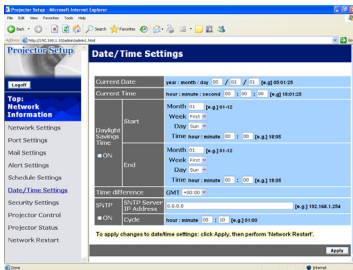 Projector Setup - Microsoft Internet Explorer
File Edit View Favorites Tools Help
Back Search Favorites
Projector Setup
Date/Time Settings
Logoff
Top:
Network
Information
Network Settings
Port Settings
Mail Settings
Alert Settings
Schedule Settings
Date/Time Settings
Security Settings
Projector Control
Projector Status
Network Restart
Current Date year : month : day 00 / 01 / 01 [e.g.] 05:01:25
Current Time hour : minute : second 00 : 00 : 00 [e.g.] 18:01:25
Daylight Savings Time
ON
Start
Month 01 [e.g.] 01-12
Week First
Day Sun
Time hour : minute 00 : 00 [e.g.] 18:05
End
Month 01 [e.g.] 01-12
Week First
Day Sun
Time hour : minute 00 : 00 [e.g.] 18:05
Time difference GMT +00:00
SNTP
ON
SNTP Server IP Address 0.0.0.0 [e.g.] 192.168.1.254
Cycle hour : minute 00 : 10 [e.g.] 01:00
To apply changes to date/time settings: click Apply, then perform 'Network Restart'.
Apply
Done
Internet